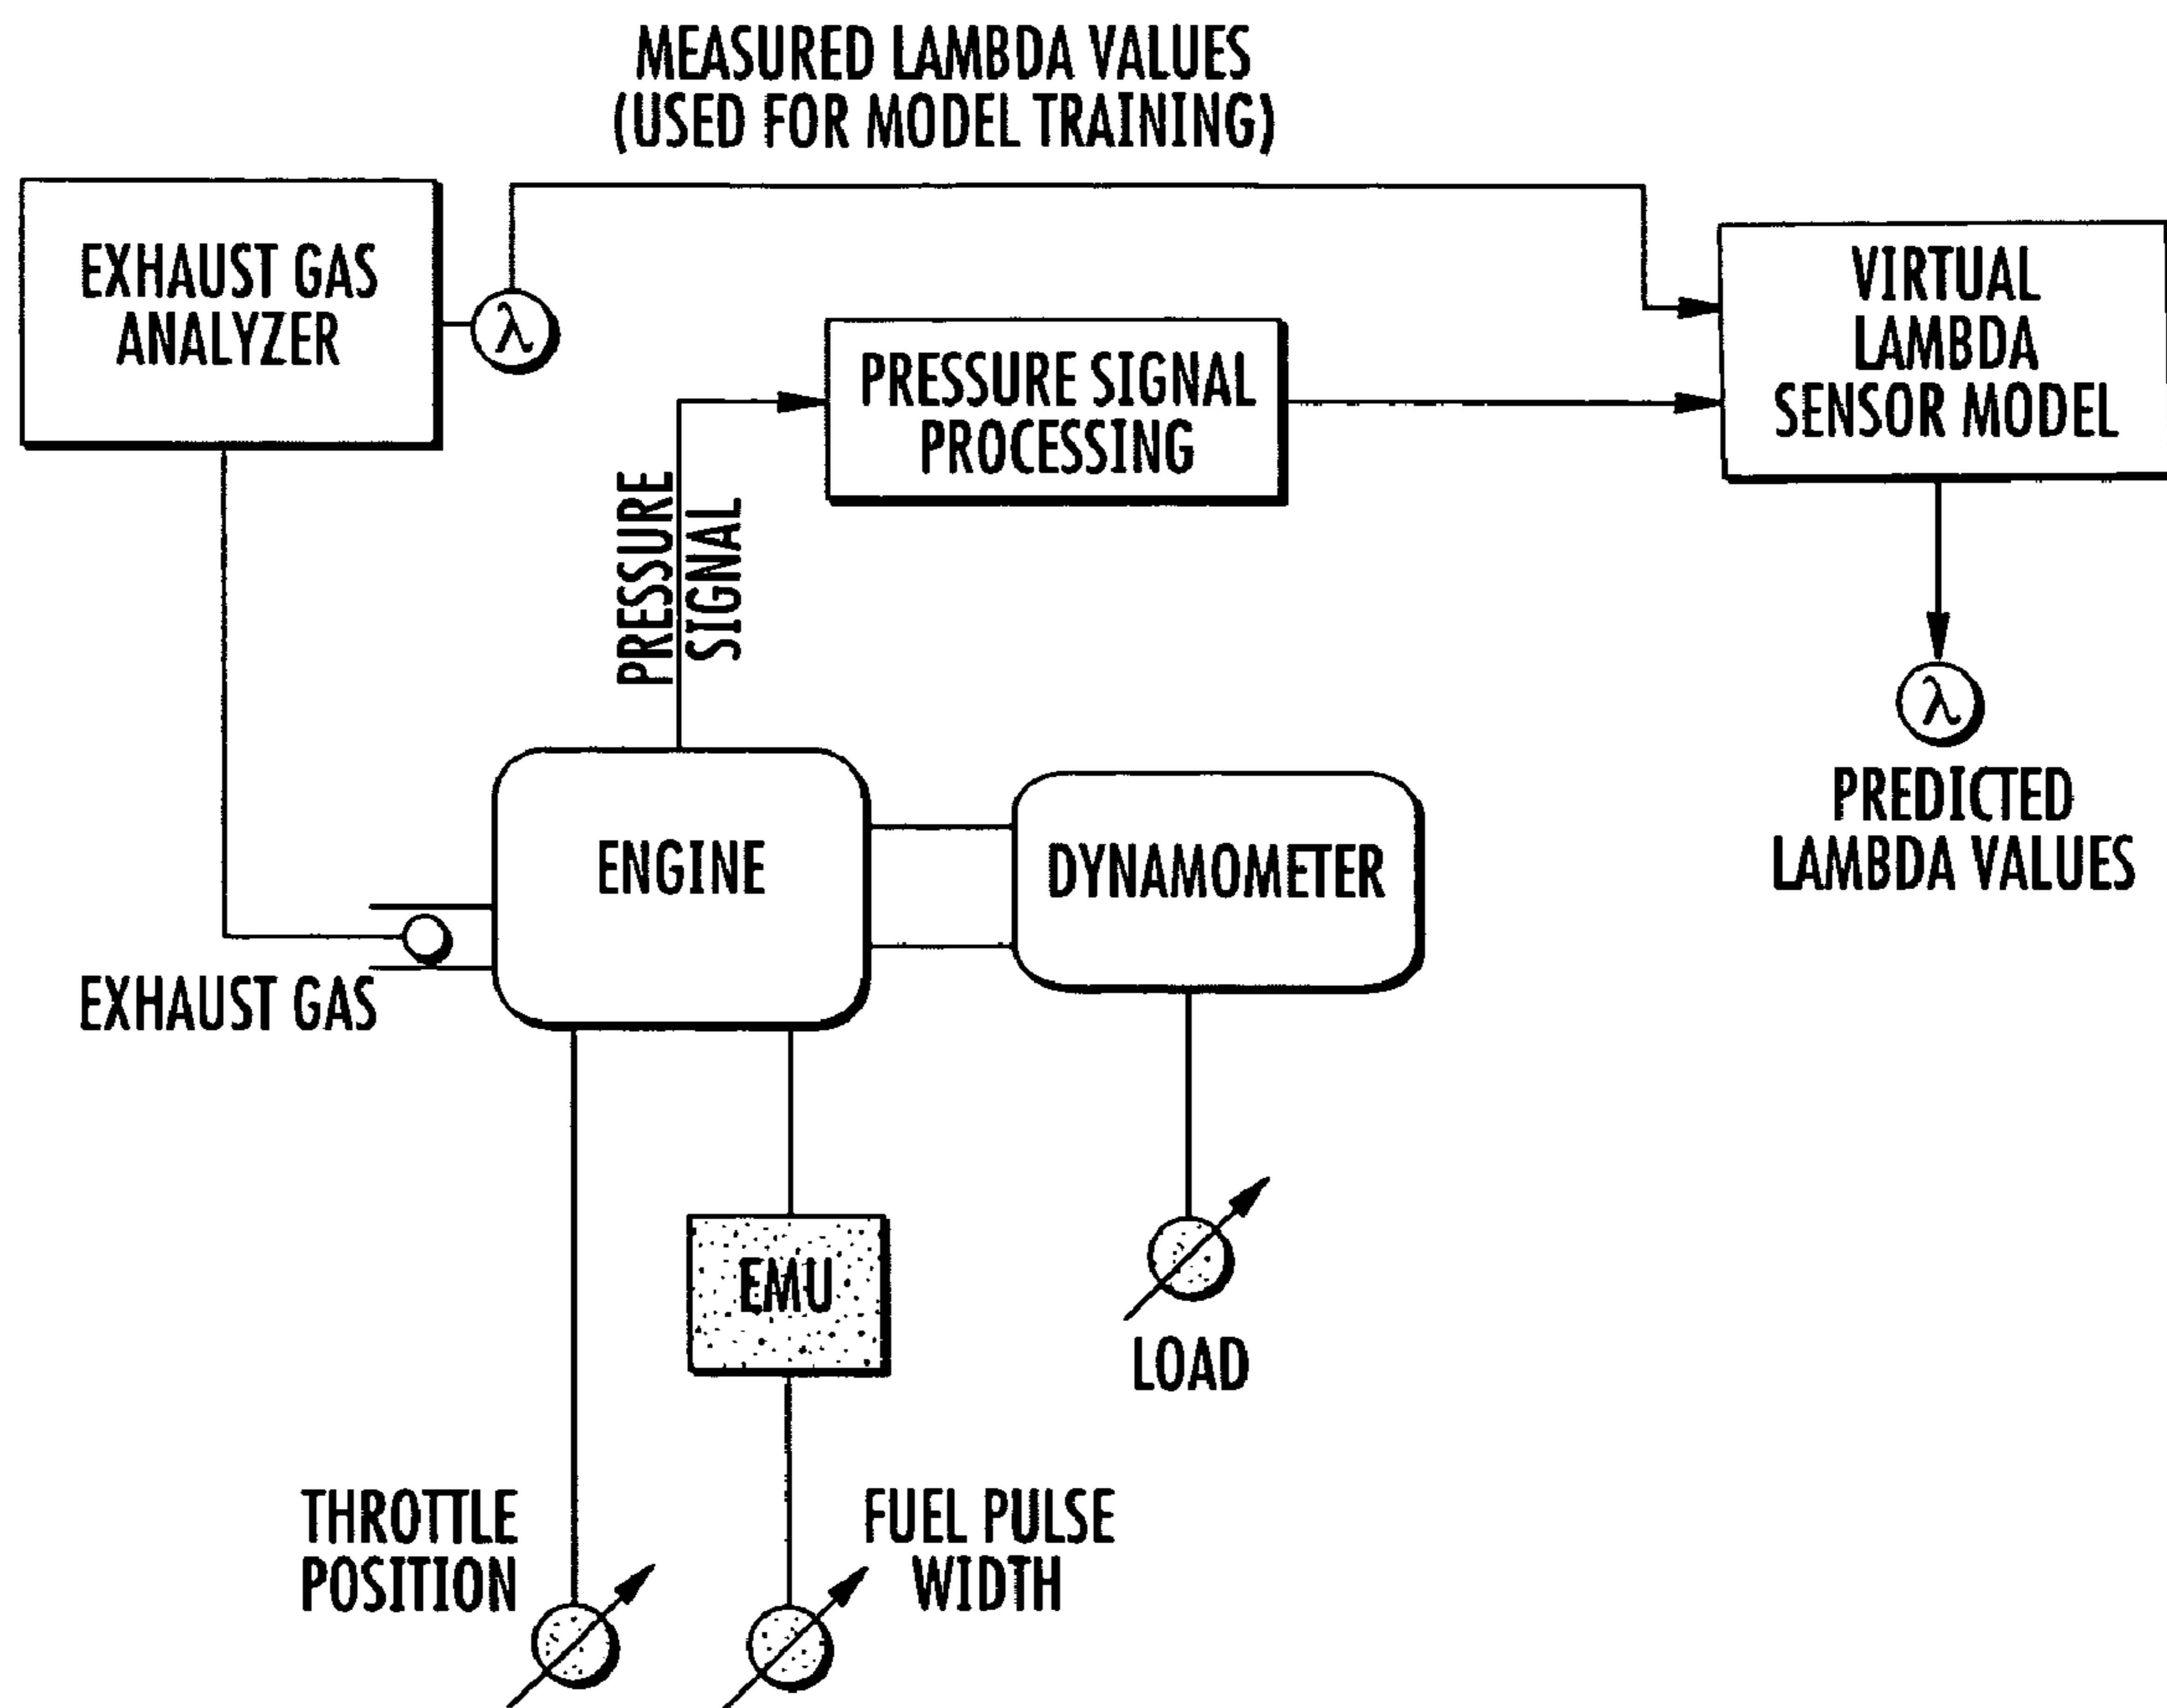 MEASURED LAMBDA VALUES
(USED FOR MODEL TRAINING)
EXHAUST GAS
ANALYZER
λ
PRESSURE SIGNAL
PROCESSING
VIRTUAL
LAMBDA
SENSOR MODEL
PRESSURE
SIGNAL
λ
PREDICTED
LAMBDA VALUES
ENGINE
DYNAMOMETER
EXHAUST GAS
EMU
LOAD
THROTTLE
POSITION
FUEL PULSE
WIDTH